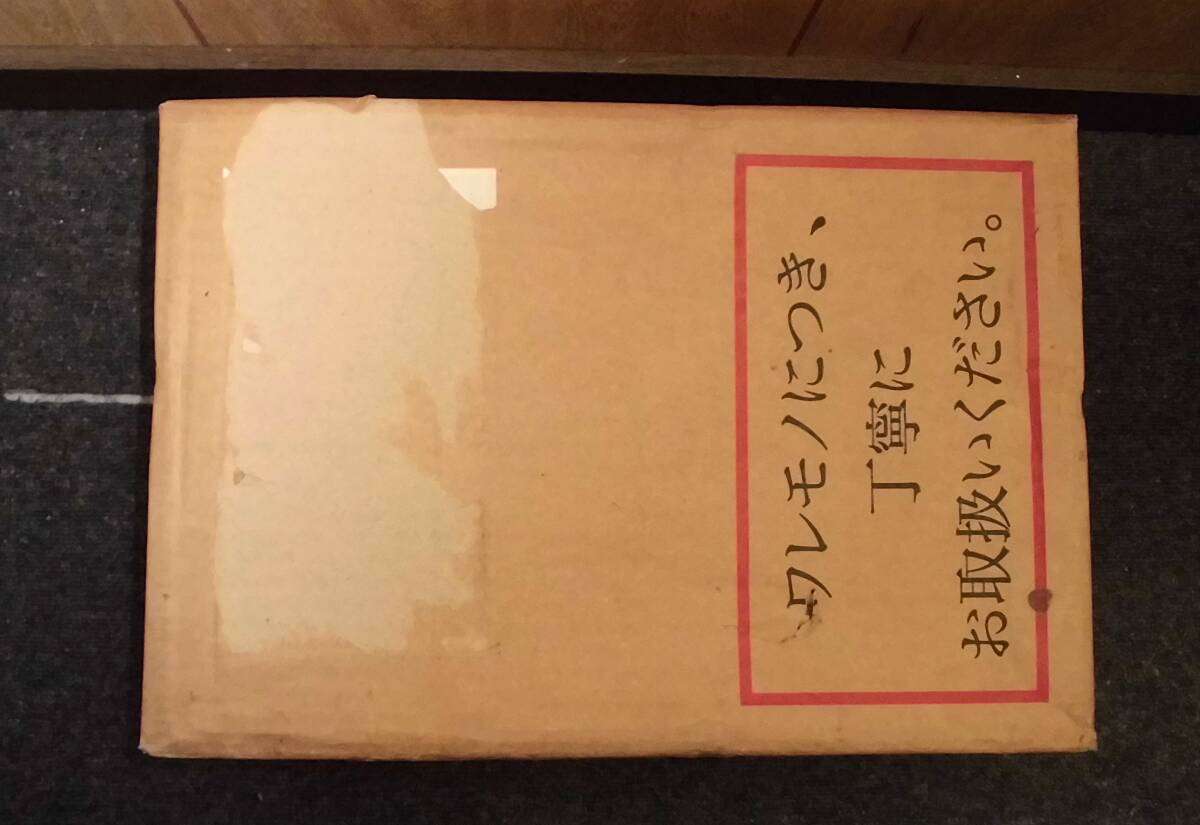 ワレモノにつき、
丁寧に
お取扱いください。